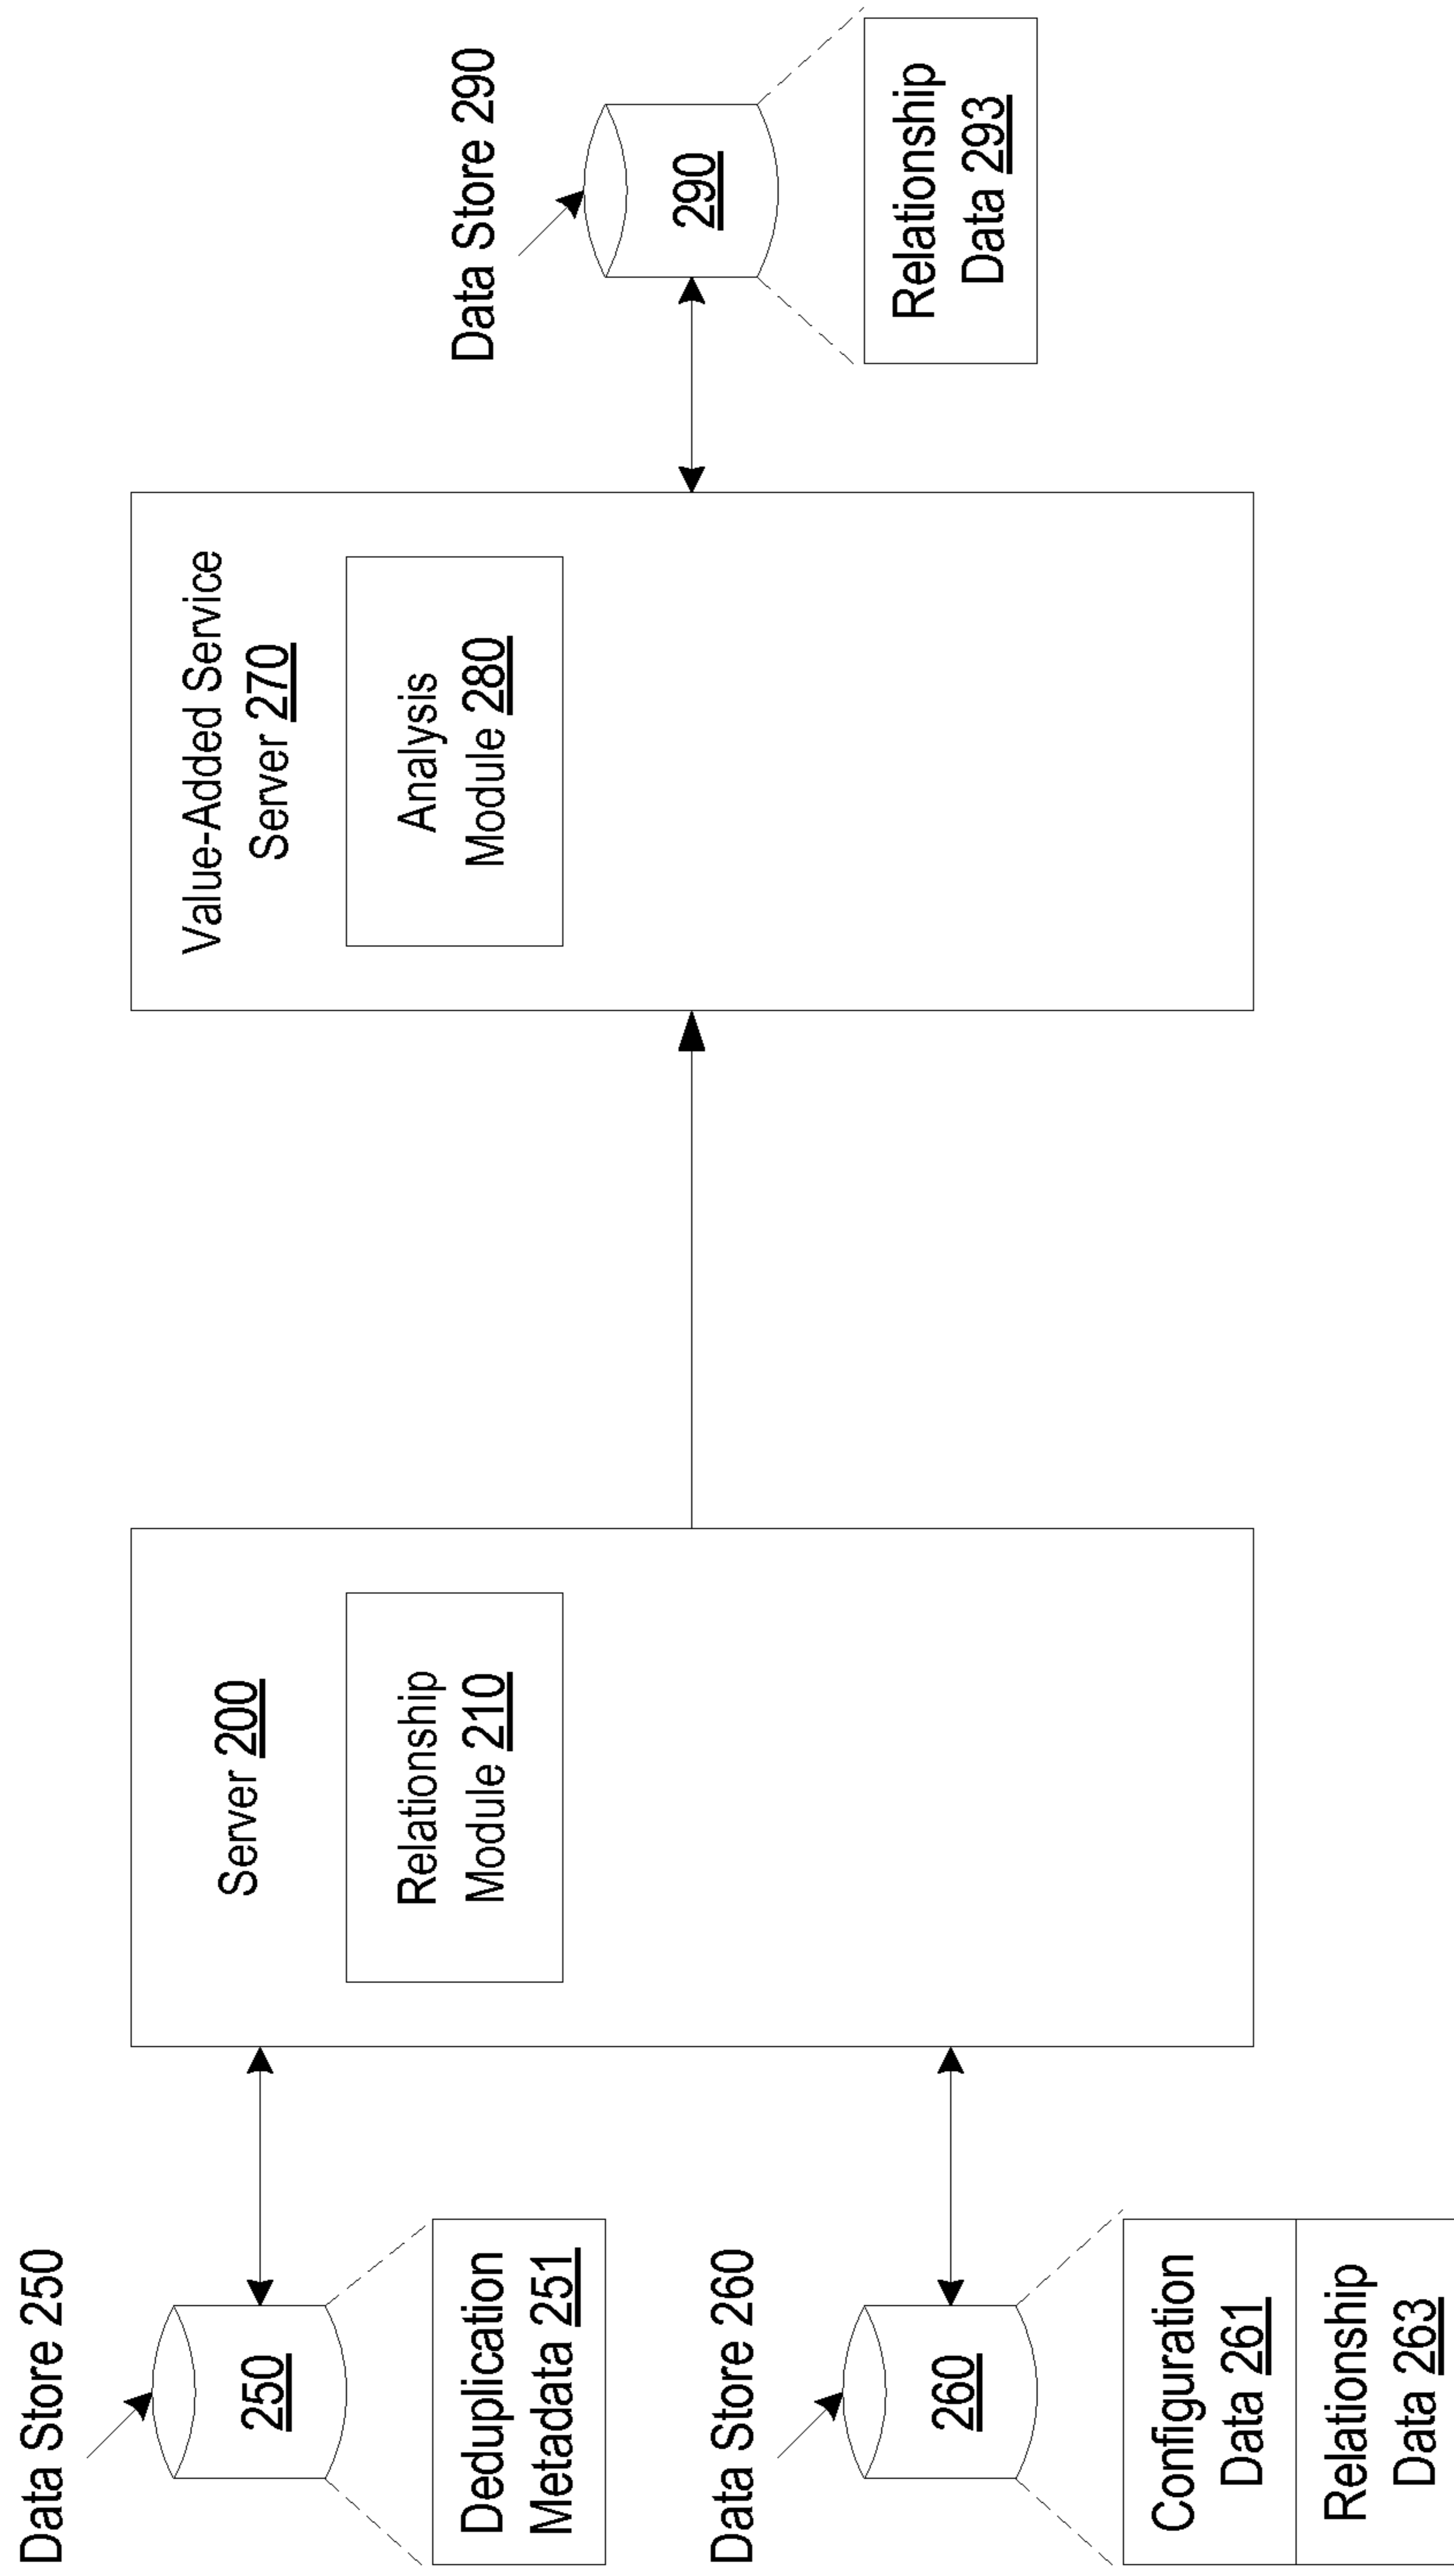 Data Store 250
250
Deduplication
Metadata 251
Data Store 260
260
Configuration
Data 261
Relationship
Data 263
Server 200
Relationship
Module 210
Value-Added Service
Server 270
Analysis
Module 280
Data Store 290
290
Relationship
Data 293